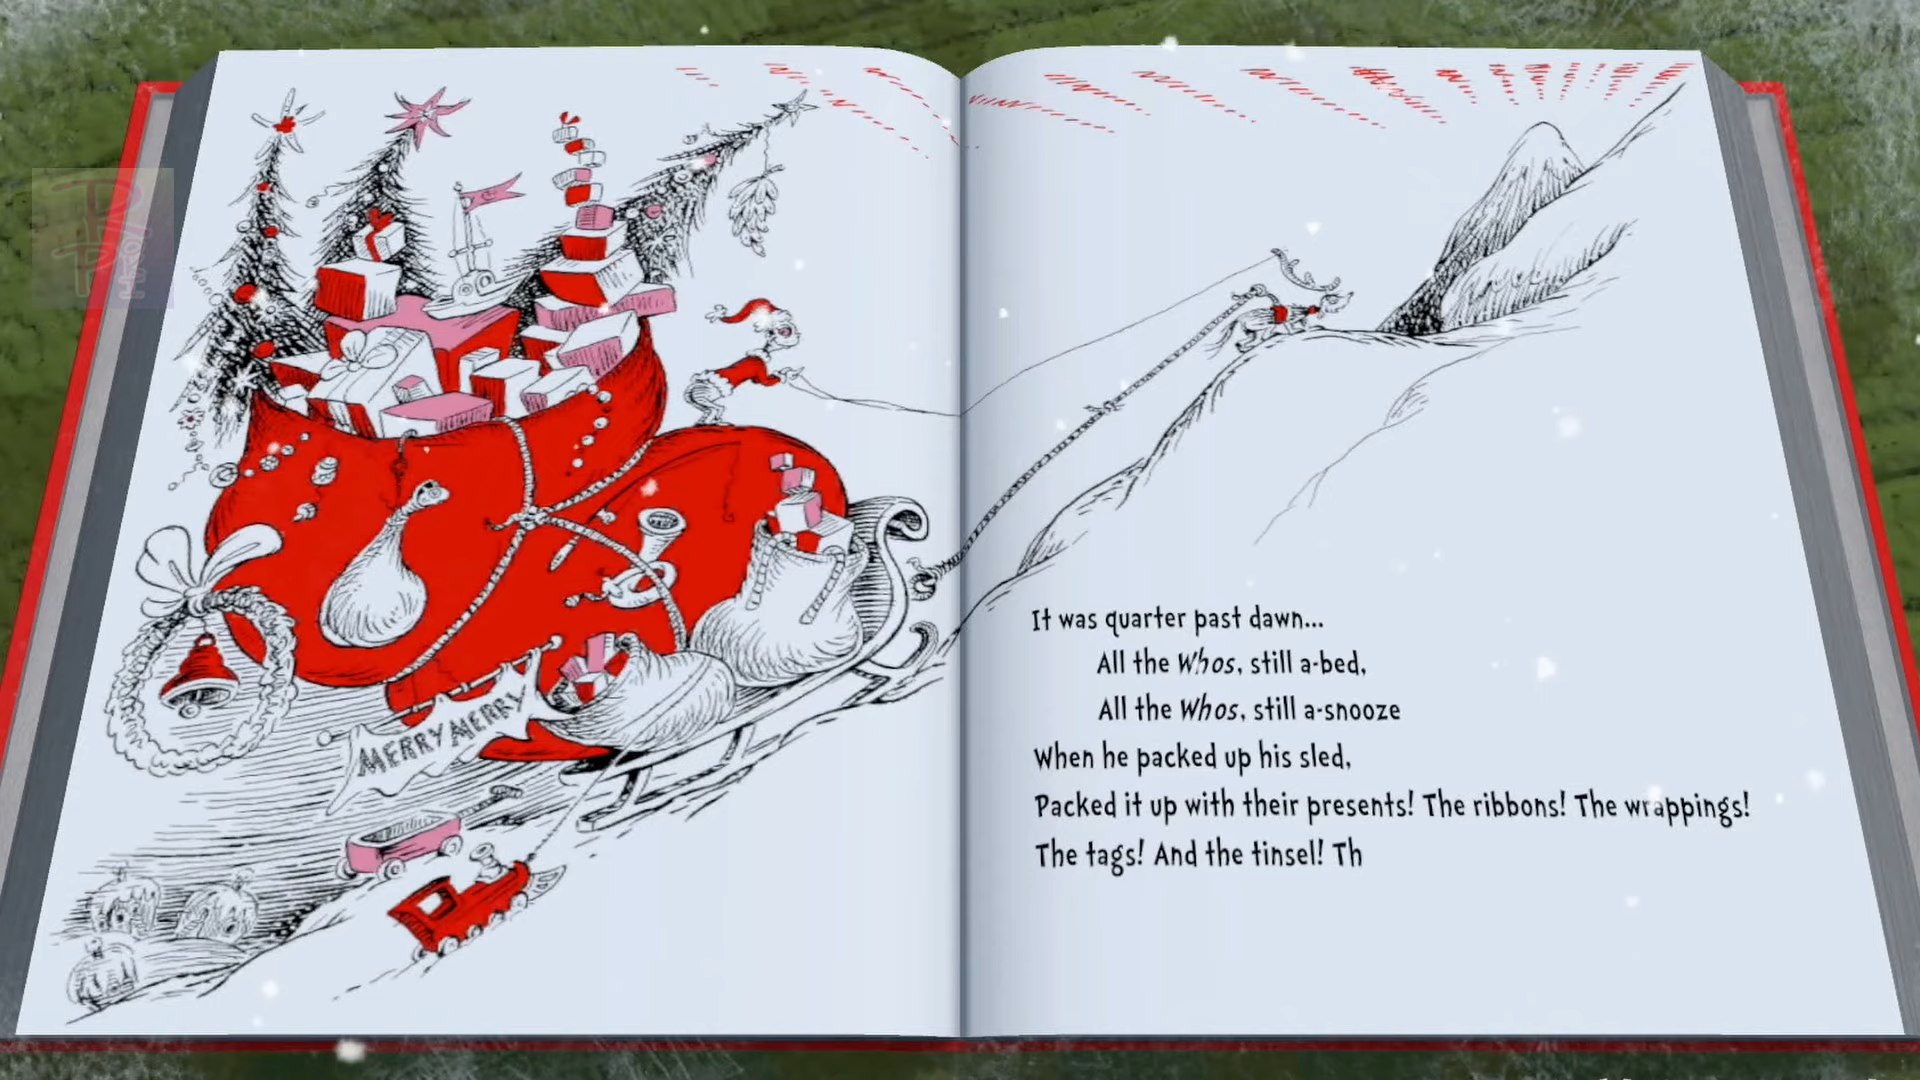 MERRY MERRY
It was quarter past dawn...
All the Whos, still a-bed,
All the Whos, still a-snooze
When he packed up his sled,
Packed it up with their presents! The ribbons! The wrappings!
The tags! And the tinsel! Th